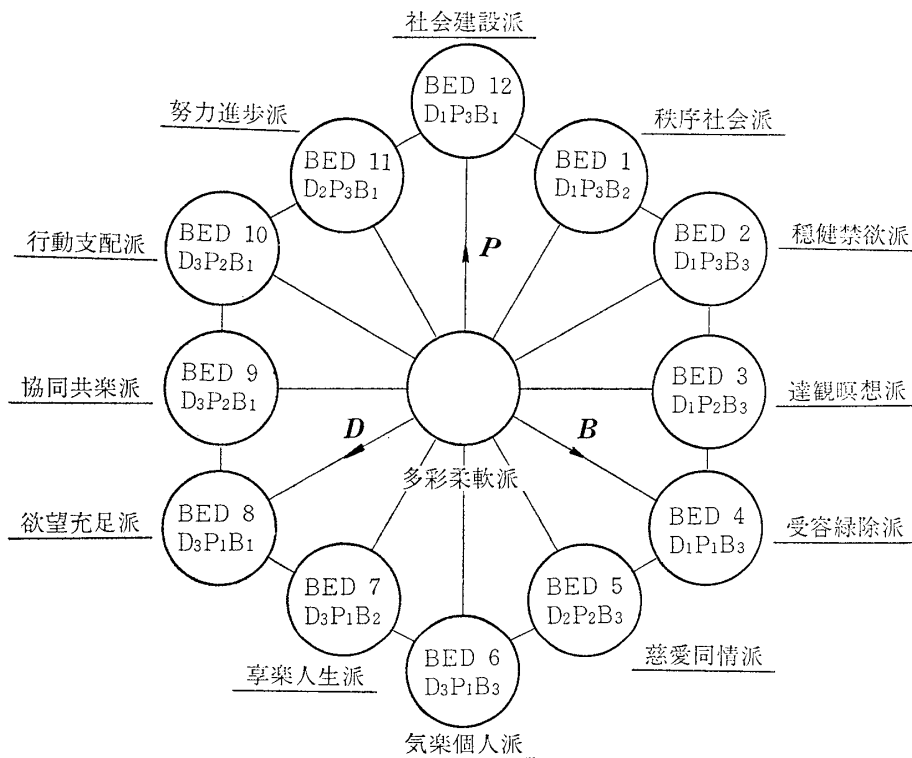 社会建設派
BED 12
D₁P₃B₁
努力進歩派
BED 11
D₂P₃B₁
秩序社会派
BED 1
D₁P₃B₂
行動支配派
BED 10
D₃P₂B₁
穏健禁欲派
BED 2
D₁P₃B₃
P
協同共楽派
BED 9
D₃P₂B₁
達観瞑想派
BED 3
D₁P₂B₃
D
B
多彩柔軟派
欲望充足派
BED 8
D₃P₁B₁
受容緑除派
BED 4
D₁P₁B₃
享楽人生派
BED 7
D₃P₁B₂
慈愛同情派
BED 5
D₂P₂B₃
BED 6
D₃P₁B₃
気楽個人派